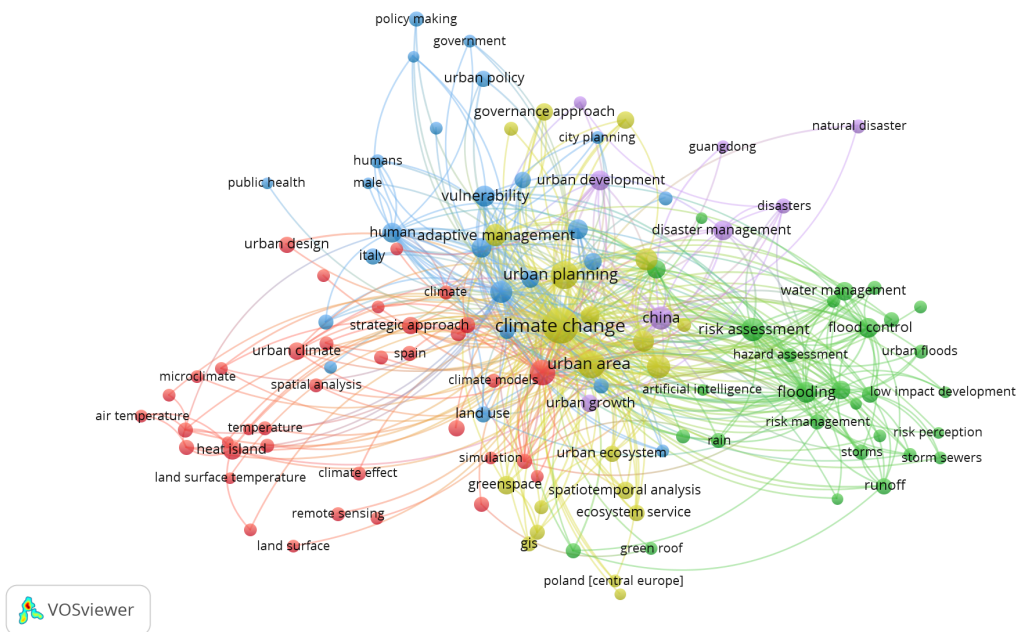 policy making
government
urban policy
governance approach
natural disaster
city planning
guangdong
humans
public health
male
urban development
vulnerability
disasters
human
adaptive management
disaster management
urban design
italy
urban planning
climate
water management
china
climate change
strategic approach
risk assessment
flood control
urban climate
spain
hazard assessment
urban floods
urban area
microclimate
spatial analysis
climate models
artificial intelligence
flooding
low impact development
urban growth
air temperature
land use
risk management
temperature
risk perception
rain
heat island
urban ecosystem
storms
storm sewers
simulation
land surface temperature
climate effect
greenspace
spatiotemporal analysis
runoff
remote sensing
ecosystem service
land surface
gis
green roof
poland [central europe]
VOSviewer